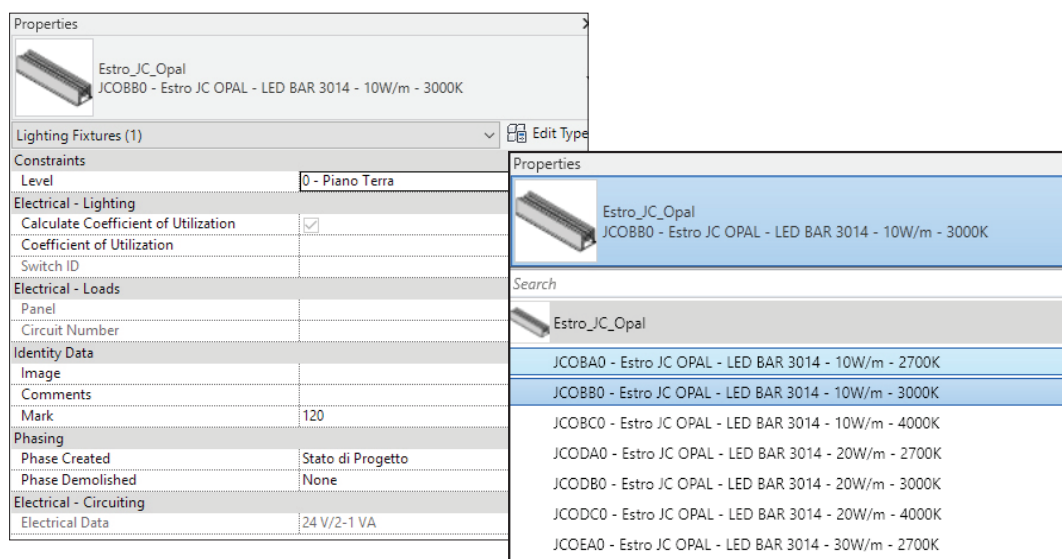 Properties
Estro_JC_Opal
JCOBB0 - Estro JC OPAL - LED BAR 3014 - 10W/m - 3000K
Lighting Fixtures (1)
Edit Type
Constraints
Level 0 - Piano Terra
Electrical - Lighting
Calculate Coefficient of Utilization
Coefficient of Utilization
Switch ID
Electrical - Loads
Panel
Circuit Number
Identity Data
Image
Comments
Mark 120
Phasing
Phase Created Stato di Progetto
Phase Demolished None
Electrical - Circuiting
Electrical Data 24 V/2-1 VA
Properties
Estro_JC_Opal
JCOBB0 - Estro JC OPAL - LED BAR 3014 - 10W/m - 3000K
Search
Estro_JC_Opal
JCOBA0 - Estro JC OPAL - LED BAR 3014 - 10W/m - 2700K
JCOBB0 - Estro JC OPAL - LED BAR 3014 - 10W/m - 3000K
JCOBC0 - Estro JC OPAL - LED BAR 3014 - 10W/m - 4000K
JCODA0 - Estro JC OPAL - LED BAR 3014 - 20W/m - 2700K
JCODB0 - Estro JC OPAL - LED BAR 3014 - 20W/m - 3000K
JCODC0 - Estro JC OPAL - LED BAR 3014 - 20W/m - 4000K
JCOEA0 - Estro JC OPAL - LED BAR 3014 - 30W/m - 2700K